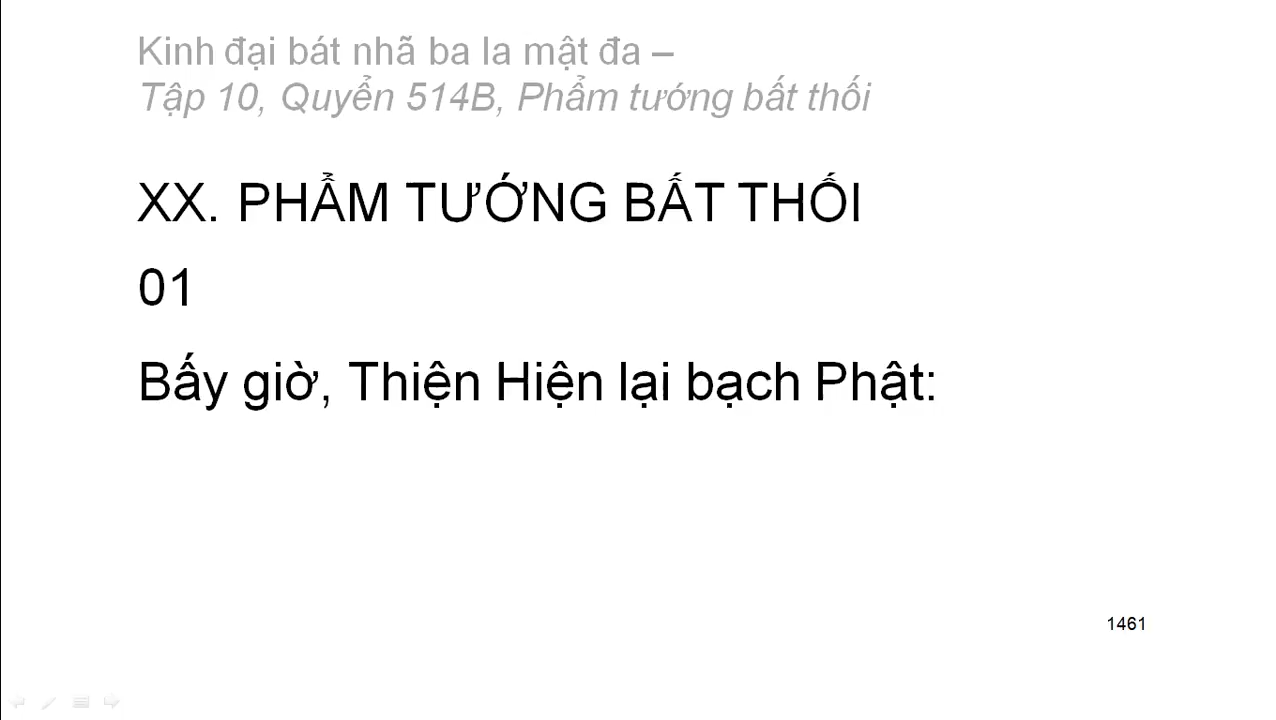 Kinh đại bát nhã ba la mật đa –
Tập 10, Quyển 514B, Phẩm tướng bất thối
XX. PHẨM TƯỚNG BẤT THỐI
01
Bấy giờ, Thiện Hiện lại bạch Phật:
1461